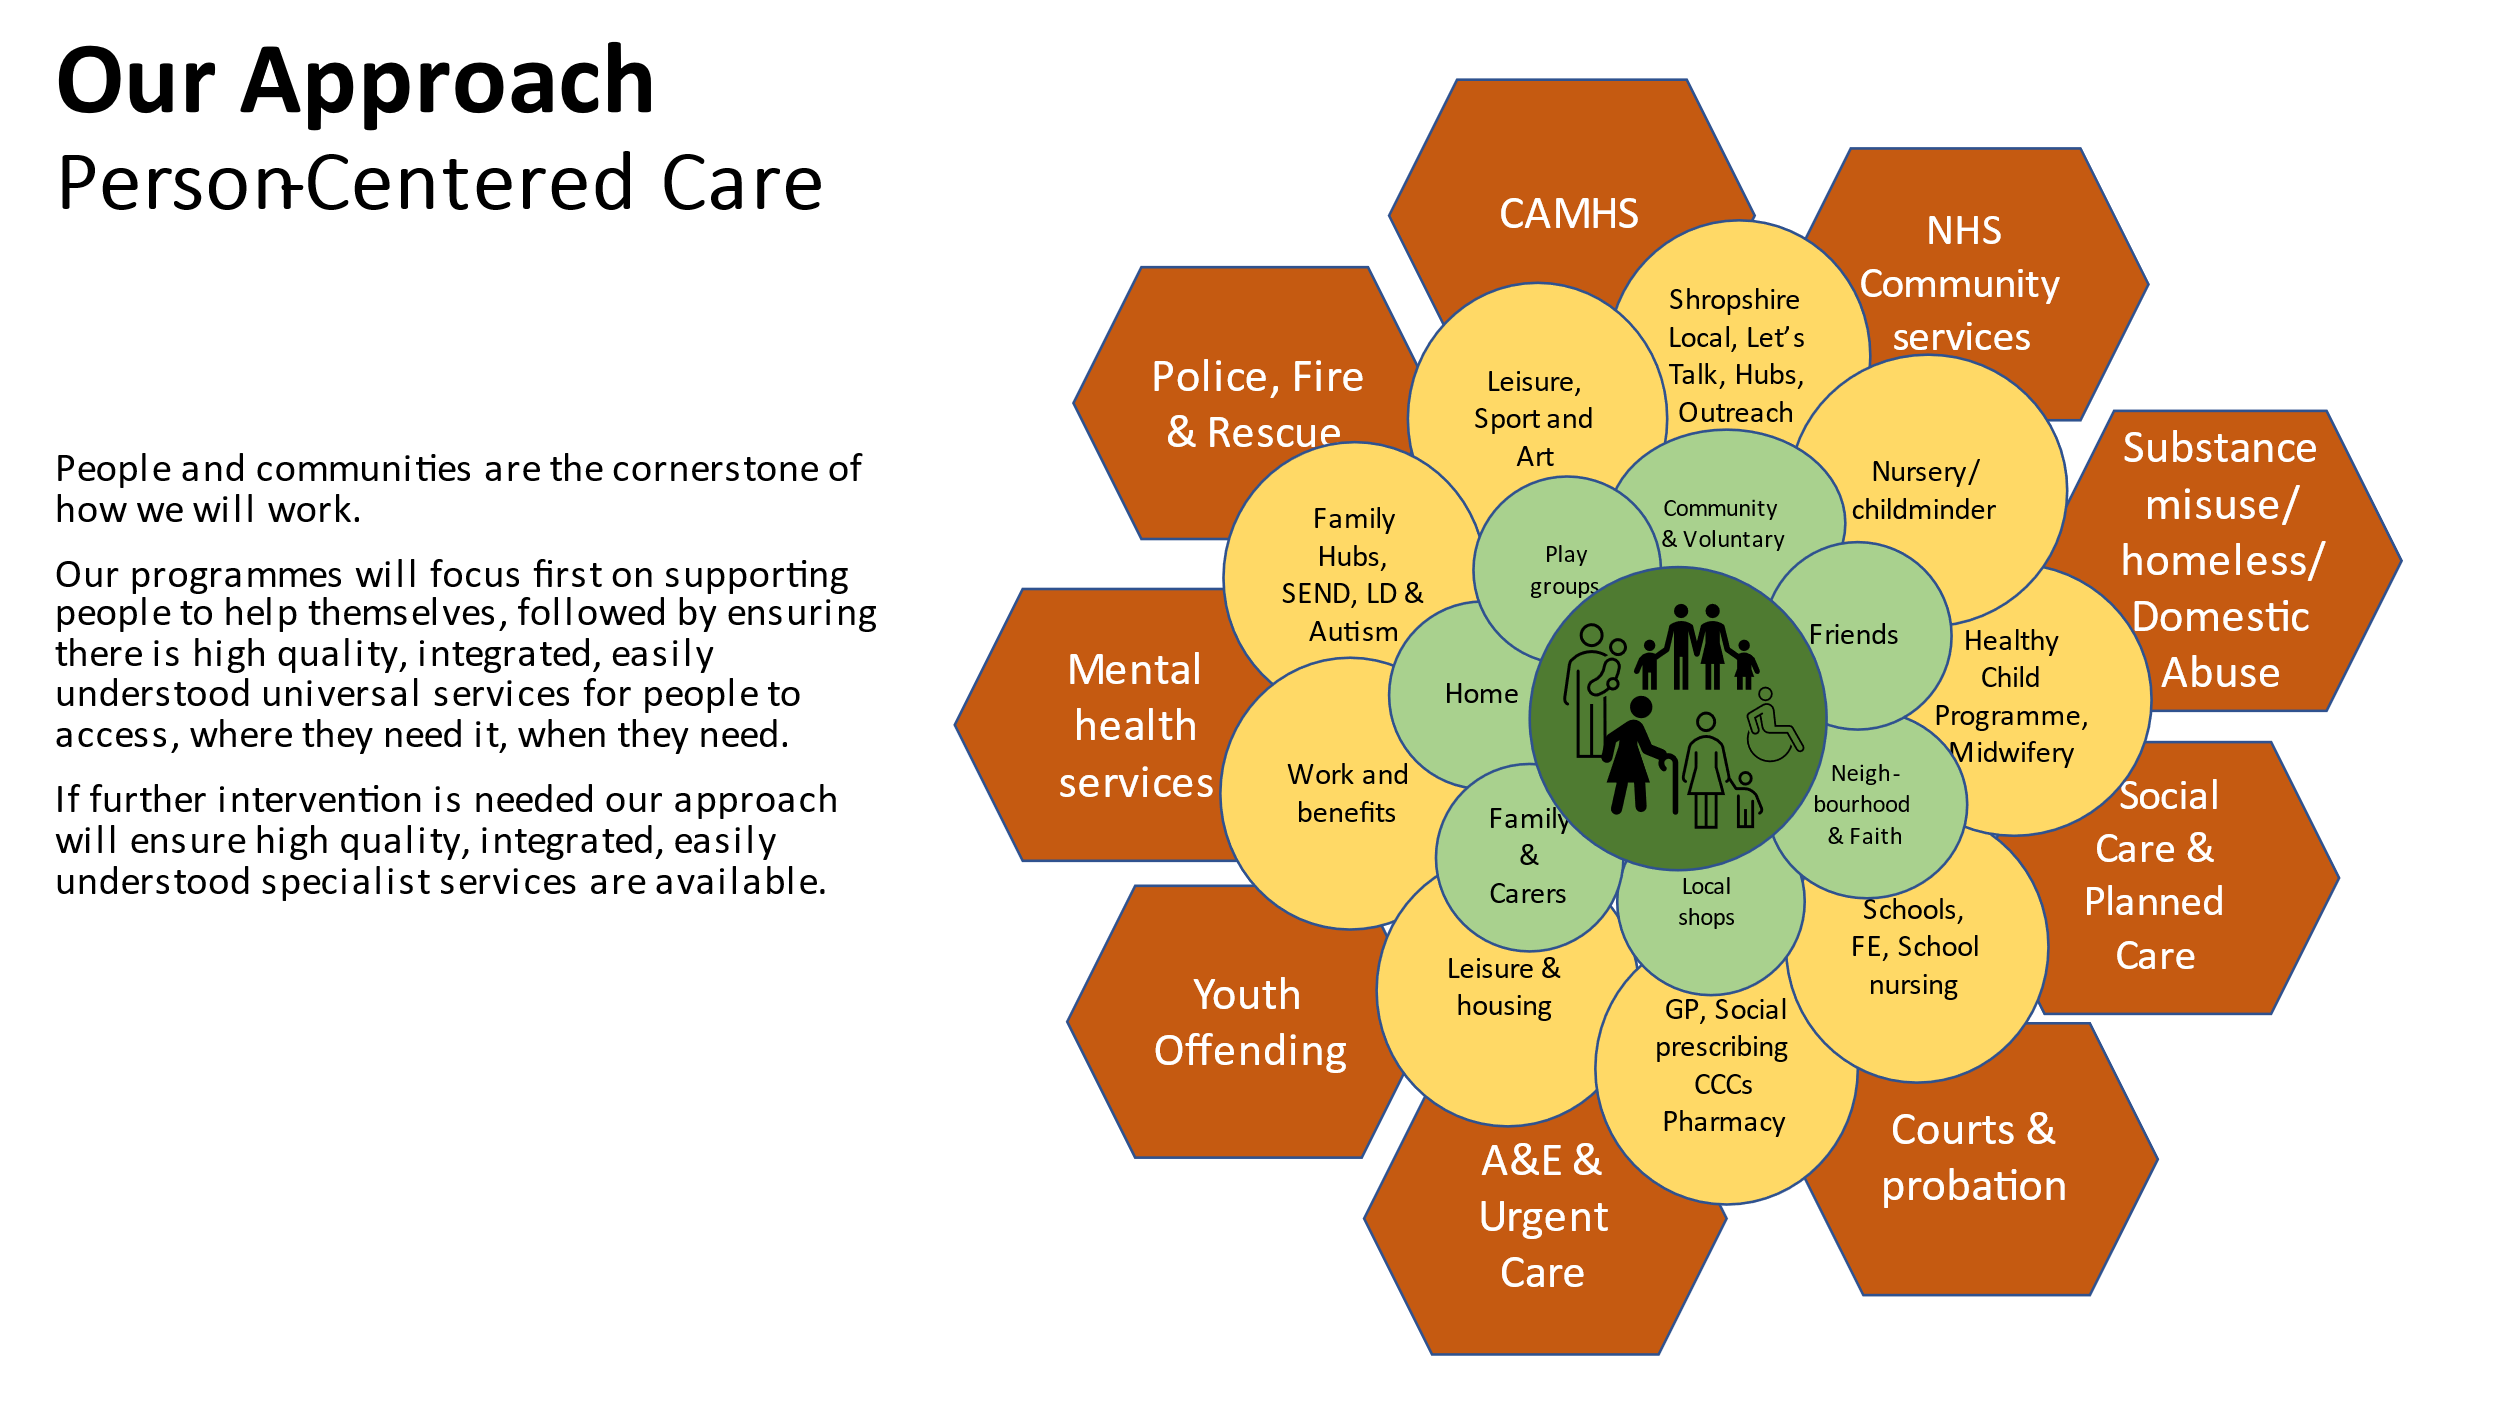 Our Approach
Person-Centered Care
People and communities are the cornerstone of
how we will work.
Our programmes will focus first on supporting
people to help themselves, followed by ensuring
there is high quality, integrated, easily
understood universal services for people to
access, where they need it, when they need.
If further intervention is needed our approach
will ensure high quality, integrated, easily
understood specialist services are available.
CAMHS
NHS
Community
services
Police, Fire
& Rescue
Substance
misuse/
homeless/
Domestic
Abuse
Mental
health
services
Social
Care &
Planned
Care
Youth
Offending
Courts &
probation
A&E &
Urgent
Care
Shropshire
Local, Let's
Talk, Hubs,
Outreach
Leisure,
Sport and
Art
Nursery/
childminder
Family
Hubs,
SEND, LD &
Autism
Healthy
Child
Programme,
Midwifery
Work and
benefits
Schools,
FE, School
nursing
Leisure &
housing
GP, Social
prescribing
CCCs
Pharmacy
Community
& Voluntary
Play
groups
Friends
Home
Neigh-
bourhood
& Faith
Family
&
Carers
Local
shops